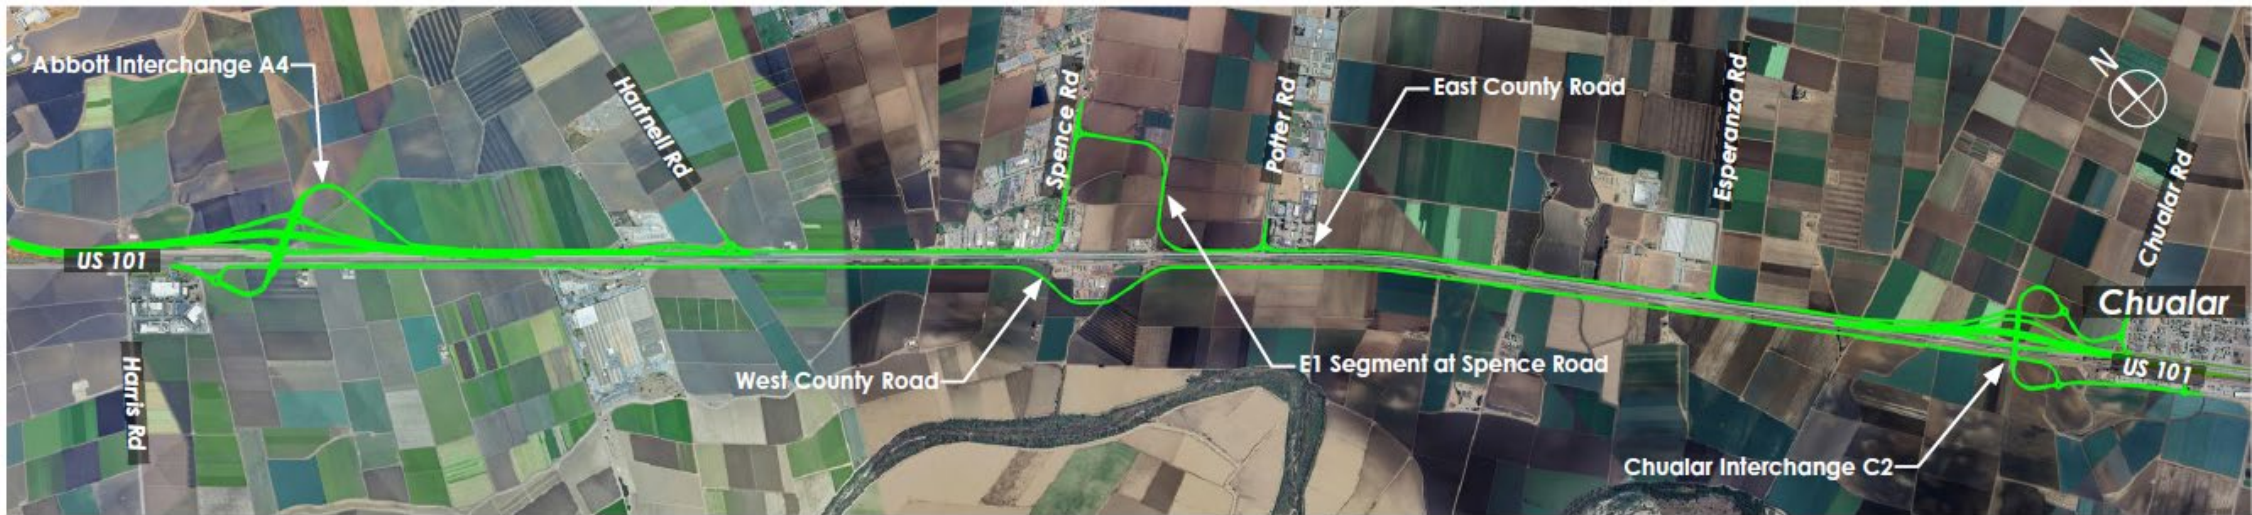 Abbott Interchange A4
Hartnell Rd
Spence Rd
Potter Rd
East County Road
Esperanza Rd
N
Chualar Rd
US 101
Chualar
Harris Rd
West County Road
E1 Segment at Spence Road
US 101
Chualar Interchange C2